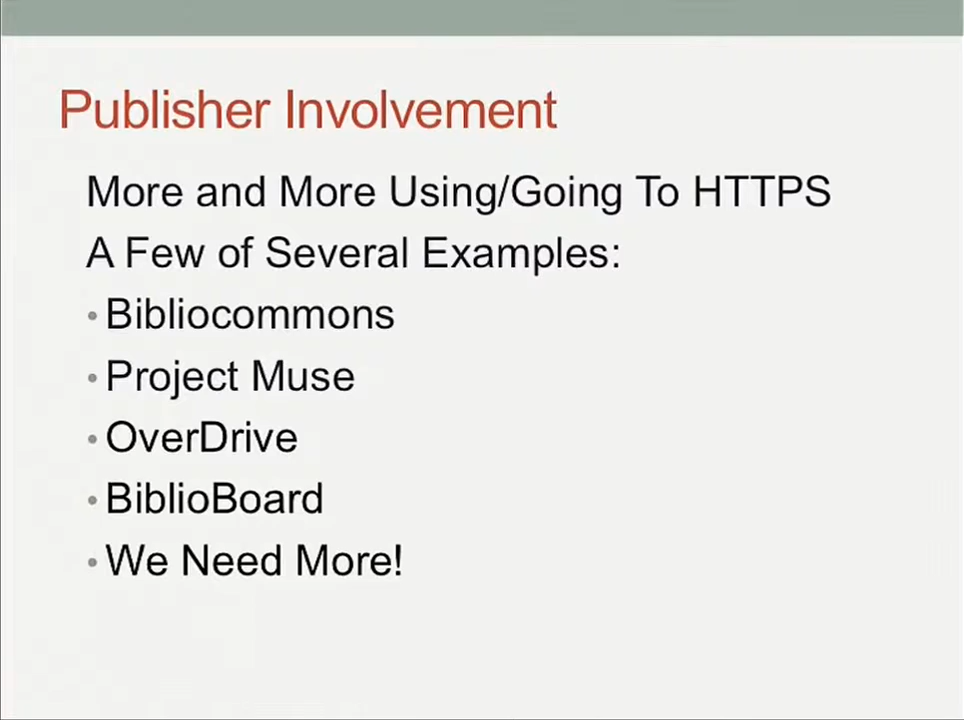 Publisher Involvement
More and More Using/Going To HTTPS
A Few of Several Examples:
• Bibliocommons
• Project Muse
• OverDrive
• BiblioBoard
• We Need More!